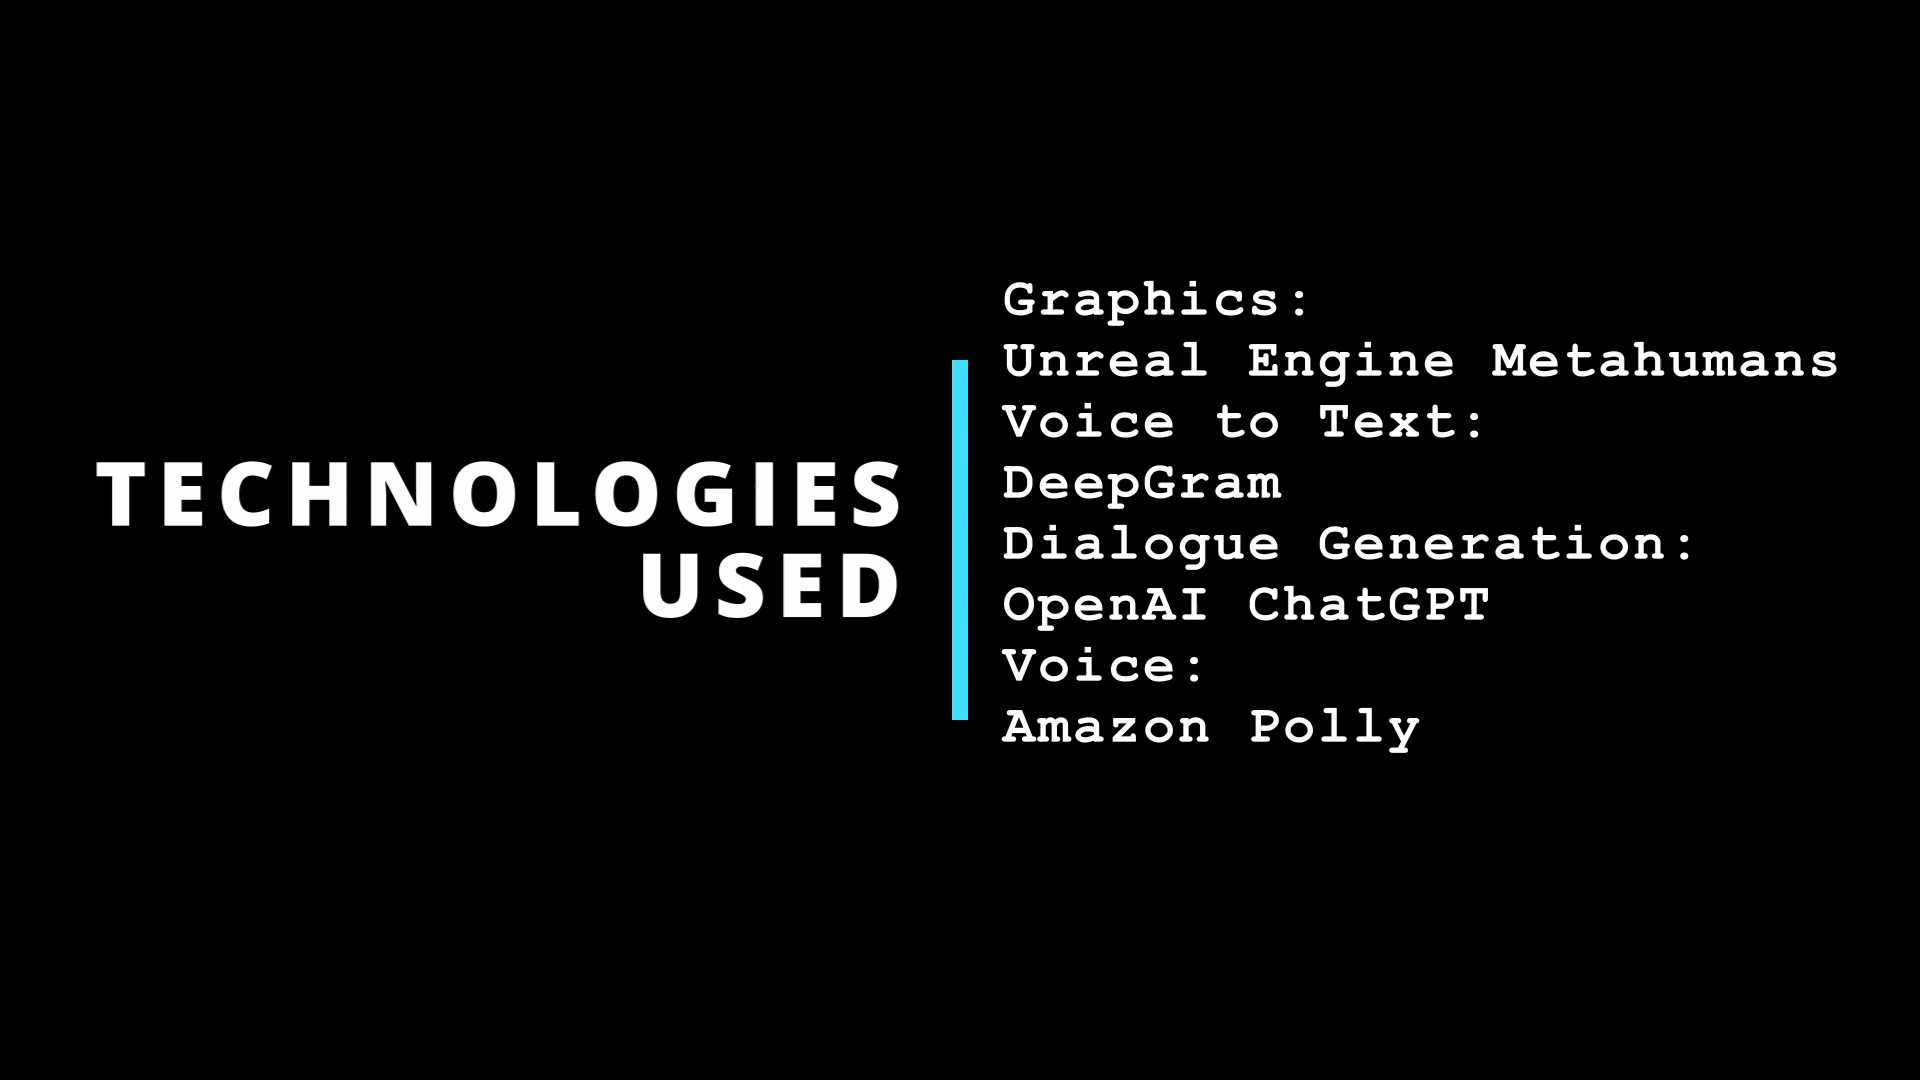 TECHNOLOGIES
USED
Graphics:
Unreal Engine Metahumans
Voice to Text:
DeepGram
Dialogue Generation:
OpenAI ChatGPT
Voice:
Amazon Polly